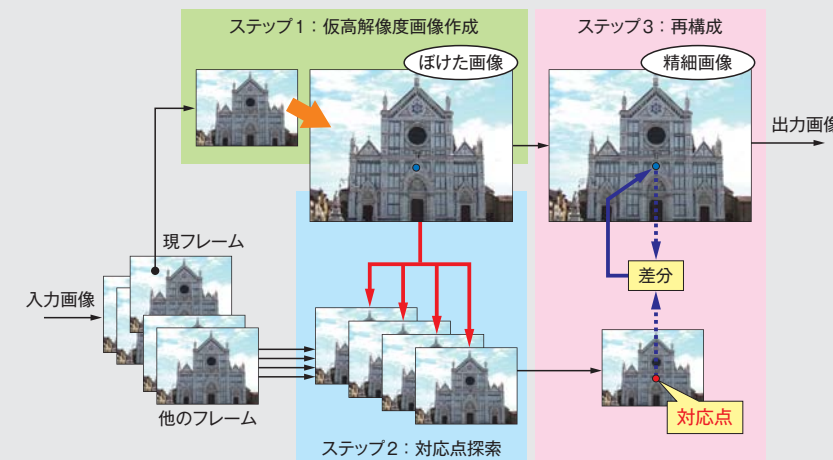 ステップ1：仮高解像度画像作成
ぼけた画像
ステップ3：再構成
精細画像
出力画像
現フレーム
入力画像
差分
他のフレーム
対応点
ステップ2：対応点探索